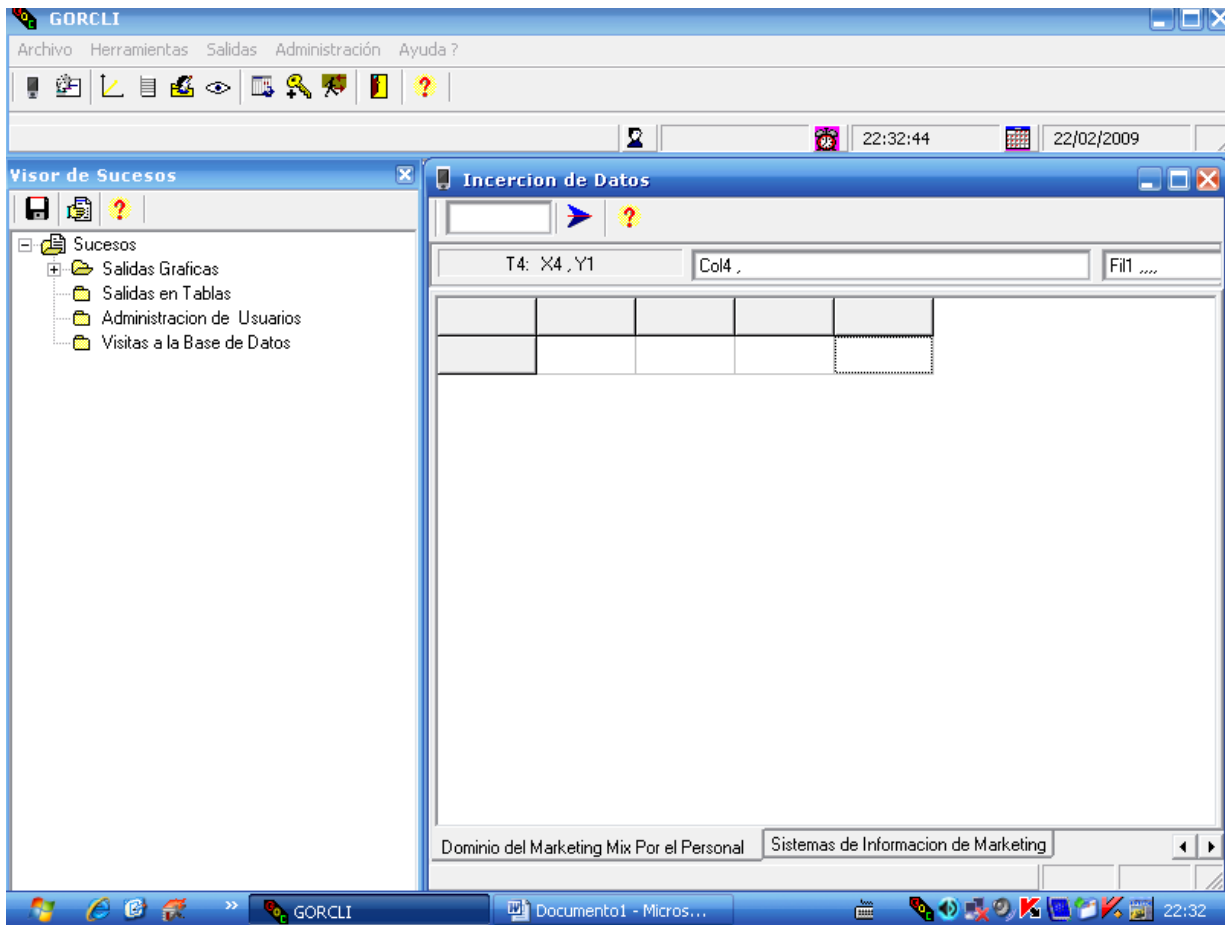 GORCLI
Archivo Herramientas Salidas Administración Ayuda ?
22:32:44 22/02/2009
Visor de Sucesos
Sucesos
Salidas Graficas
Salidas en Tablas
Administracion de Usuarios
Visitas a la Base de Datos
Incercion de Datos
T4: X4 , Y1 Col4 , Fil1 ,,,,
Dominio del Marketing Mix Por el Personal Sistemas de Informacion de Marketing
GORCLI Documento1 - Micros... 22:32